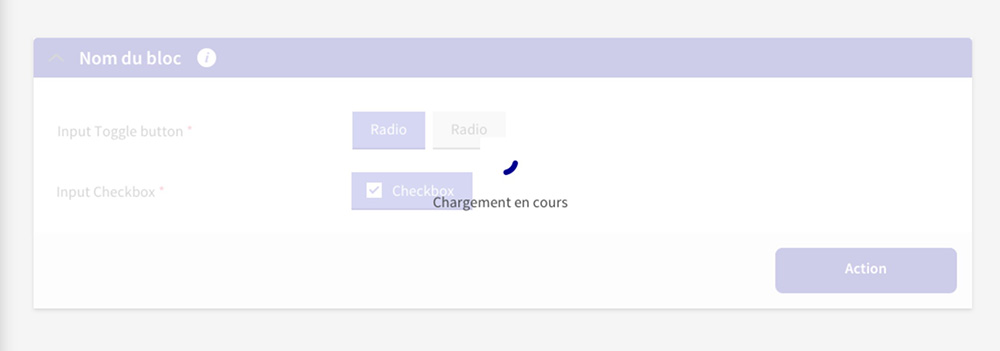 Nom du bloc i
Input Toggle button * Radio Radio
Input Checkbox * Checkbox
Chargement en cours
Action